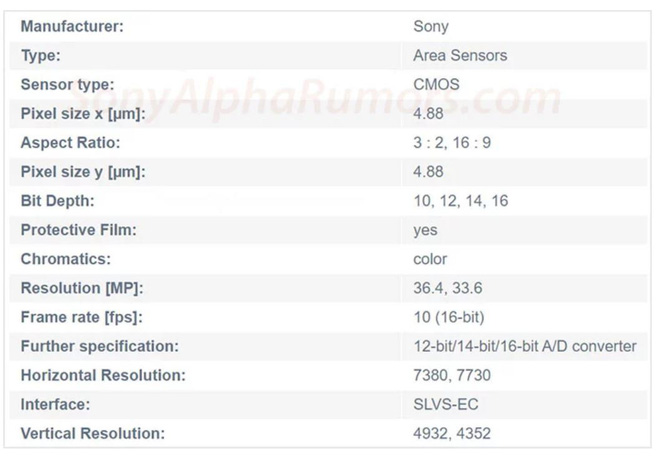 Manufacturer: Sony
Type: Area Sensors
Sensor type: CMOS
SonyAlphaRumors.com
Pixel size x [µm]: 4.88
Aspect Ratio: 3 : 2, 16 : 9
Pixel size y [µm]: 4.88
Bit Depth: 10, 12, 14, 16
Protective Film: yes
Chromatics: color
Resolution [MP]: 36.4, 33.6
Frame rate [fps]: 10 (16-bit)
Further specification: 12-bit/14-bit/16-bit A/D converter
Horizontal Resolution: 7380, 7730
Interface: SLVS-EC
Vertical Resolution: 4932, 4352